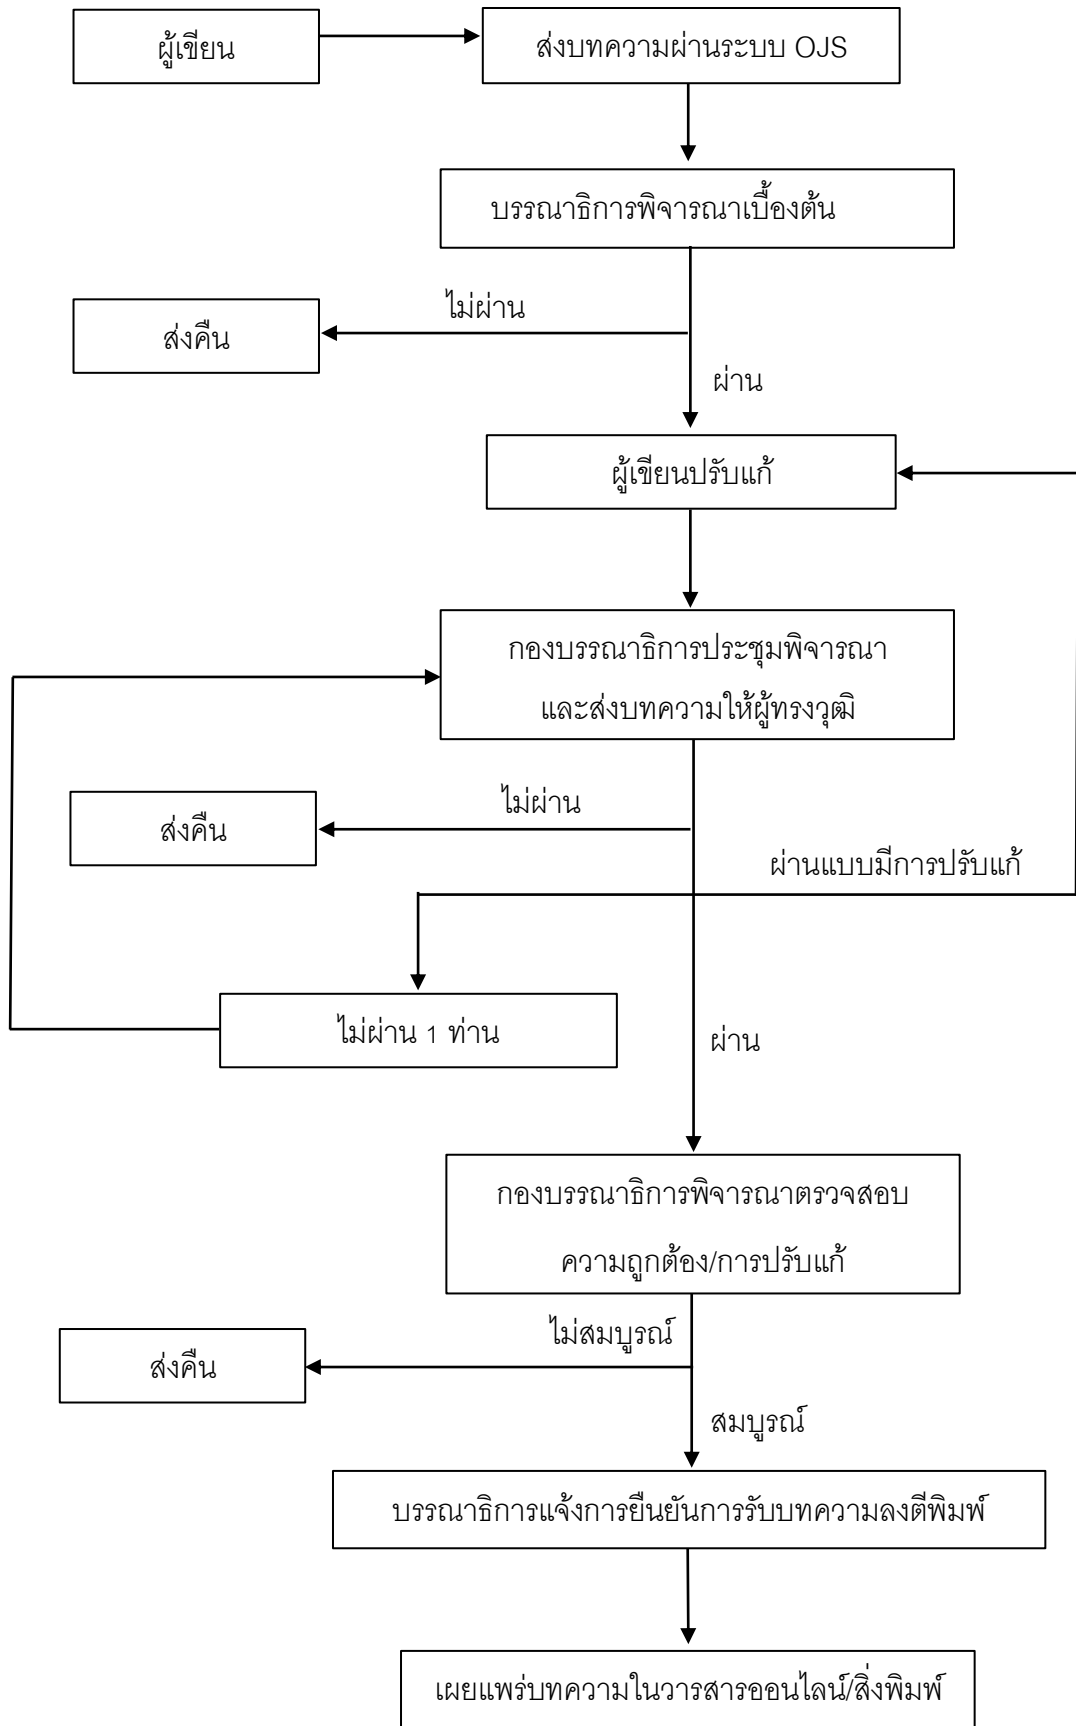 ผู้เขียน
ส่งบทความผ่านระบบ OJS
บรรณาธิการพิจารณาเบื้องต้น
ไม่ผ่าน
ส่งคืน
ผ่าน
ผู้เขียนปรับแก้
กองบรรณาธิการประชุมพิจารณา
และส่งบทความให้ผู้ทรงวุฒิ
ไม่ผ่าน
ส่งคืน
ผ่านแบบมีการปรับแก้
ไม่ผ่าน 1 ท่าน
ผ่าน
กองบรรณาธิการพิจารณาตรวจสอบ
ความถูกต้อง/การปรับแก้
ไม่สมบูรณ์
ส่งคืน
สมบูรณ์
บรรณาธิการแจ้งการยืนยันการรับบทความลงตีพิมพ์
เผยแพร่บทความในวารสารออนไลน์/สิ่งพิมพ์